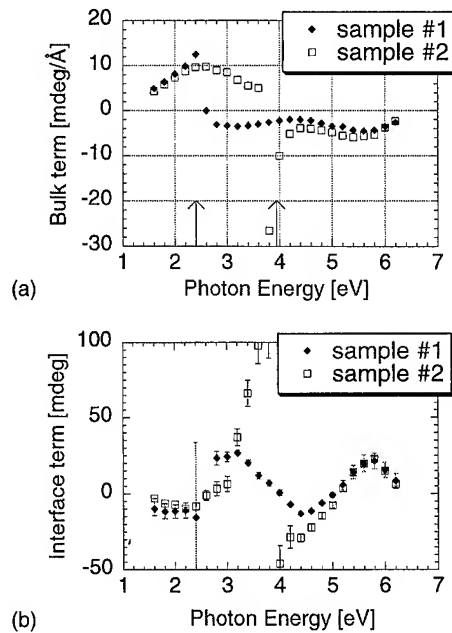 (a)
sample #1
sample #2
Bulk term [mdeg/Å]
20
10
0
-10
-20
-30
1 2 3 4 5 6 7
Photon Energy [eV]
(b)
sample #1
sample #2
Interface term [mdeg]
100
50
0
-50
1 2 3 4 5 6 7
Photon Energy [eV]